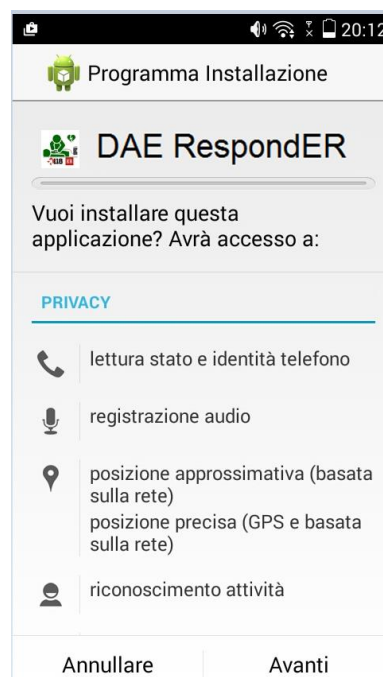 20:12
Programma Installazione
DAE RespondER
Vuoi installare questa
applicazione? Avrà accesso a:
PRIVACY
lettura stato e identità telefono
registrazione audio
posizione approssimativa (basata
sulla rete)
posizione precisa (GPS e basata
sulla rete)
riconoscimento attività
Annullare
Avanti